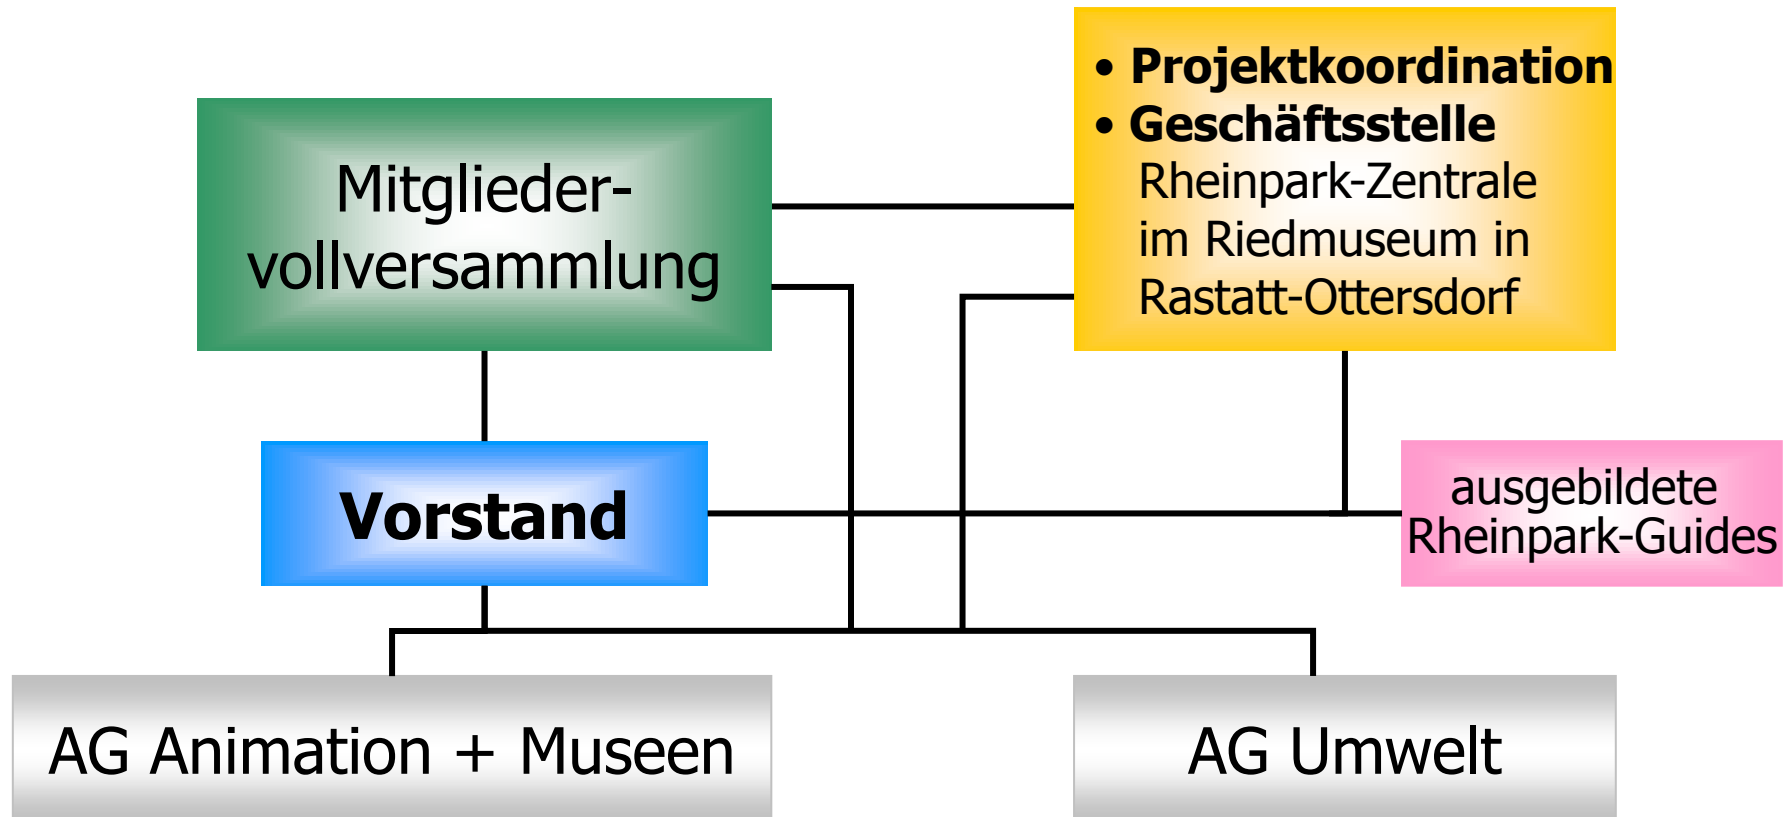 Mitglieder-
vollversammlung
• Projektkoordination
• Geschäftsstelle
Rheinpark-Zentrale
im Riedmuseum in
Rastatt-Ottersdorf
Vorstand
ausgebildete
Rheinpark-Guides
AG Animation + Museen
AG Umwelt